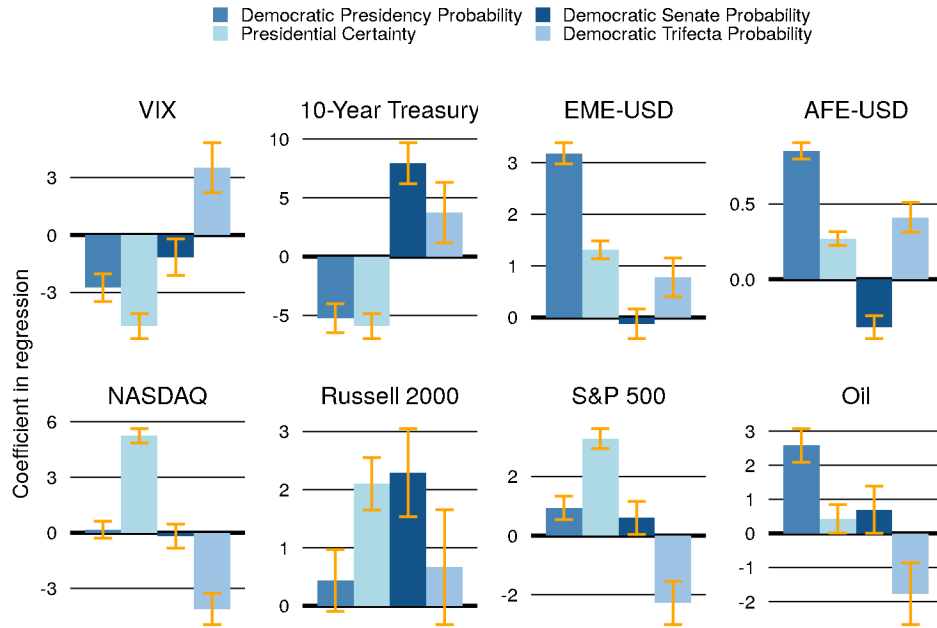 Democratic Presidency Probability
Democratic Senate Probability
Presidential Certainty
Democratic Trifecta Probability
Coefficient in regression
VIX
3
0
-3
10-Year Treasury
10
5
0
-5
EME-USD
3
2
1
0
AFE-USD
0.5
0.0
NASDAQ
6
3
0
-3
Russell 2000
3
2
1
0
S&P 500
2
0
-2
Oil
3
2
1
0
-1
-2